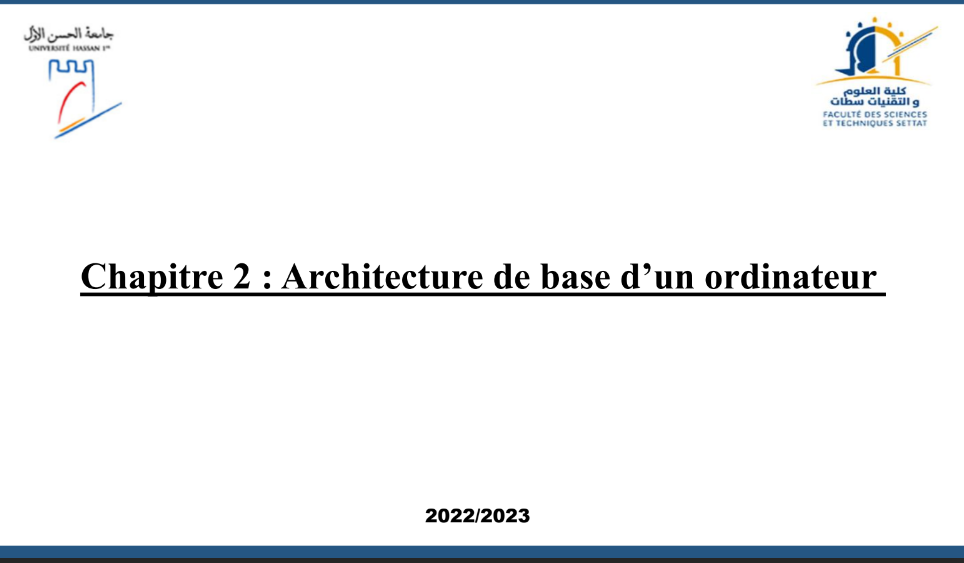 جامعة الحسن الأول
UNIVERSITÉ HASSAN 1er
كلية العلوم
و التقنيات سطات
FACULTÉ DES SCIENCES
ET TECHNIQUES SETTAT
Chapitre 2 : Architecture de base d’un ordinateur
2022/2023